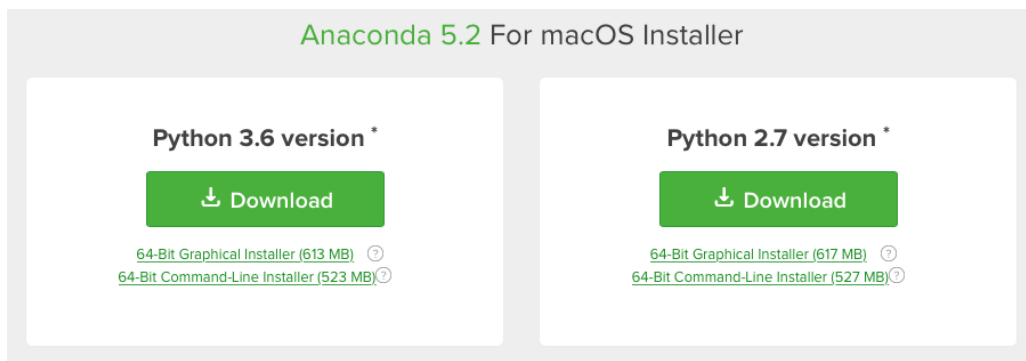 Anaconda 5.2 For macOS Installer
Python 3.6 version *
Download
64-Bit Graphical Installer (613 MB) ?
64-Bit Command-Line Installer (523 MB) ?
Python 2.7 version *
Download
64-Bit Graphical Installer (617 MB) ?
64-Bit Command-Line Installer (527 MB) ?